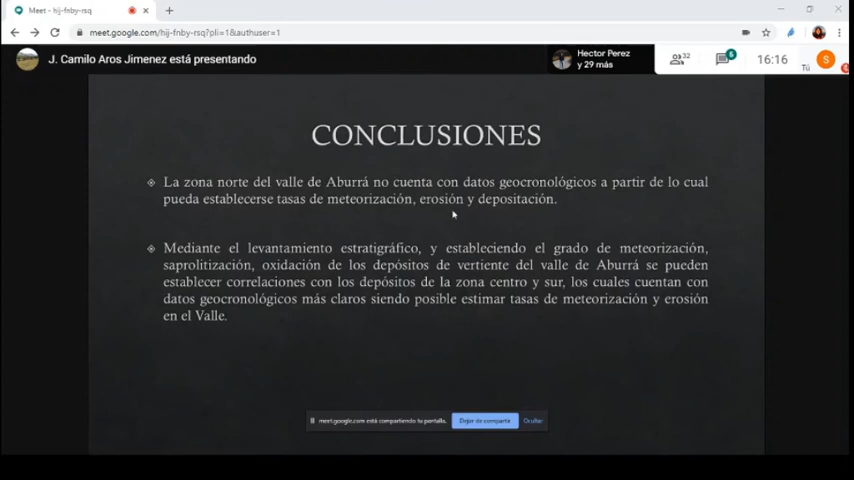 Meet - hij-fnby-rsq
meet.google.com/hij-fnby-rsq?pli=1&authuser=1
J. Camilo Aros Jimenez está presentando
Hector Perez
y 29 más
32
6
16:16
Tú
S
CONCLUSIONES
La zona norte del valle de Aburrá no cuenta con datos geocronológicos a partir de lo cual
pueda establecerse tasas de meteorización, erosión y depositación.
Mediante el levantamiento estratigráfico, y estableciendo el grado de meteorización,
saprolitización, oxidación de los depósitos de vertiente del valle de Aburrá se pueden
establecer correlaciones con los depósitos de la zona centro y sur, los cuales cuentan con
datos geocronológicos más claros siendo posible estimar tasas de meteorización y erosión
en el Valle.
meet.google.com está compartiendo tu pantalla.
Dejar de compartir
Ocultar